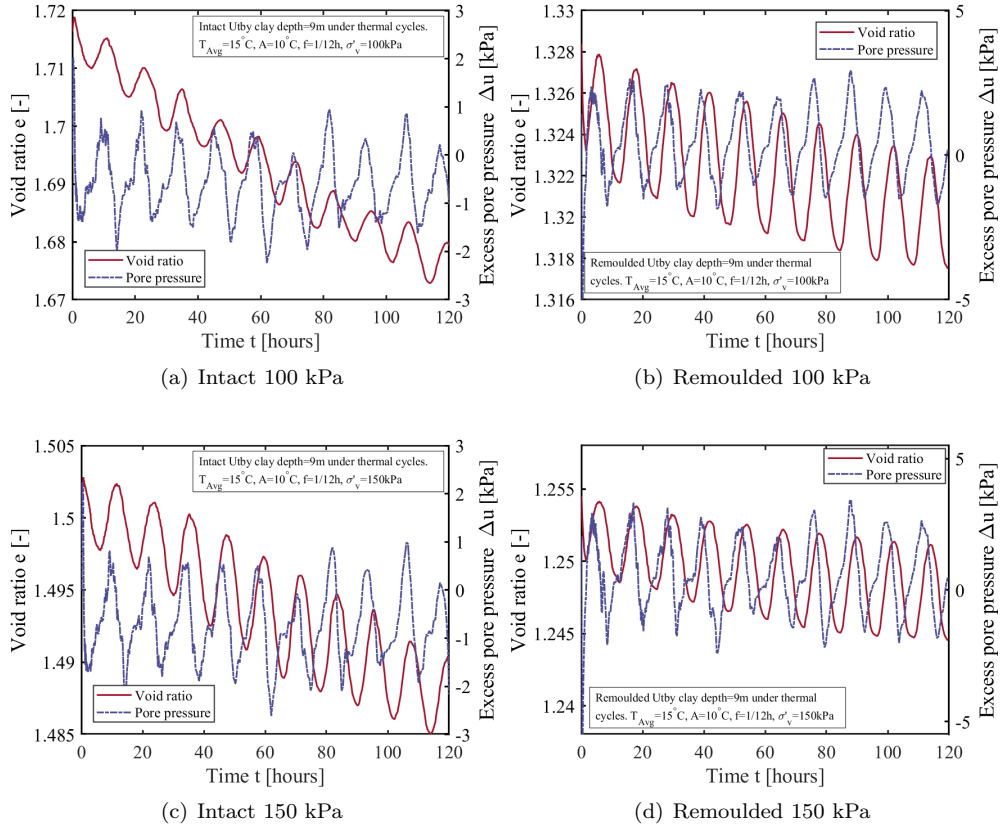 Intact Utby clay depth=9m under thermal cycles.
T_Avg=15°C, A=10°C, f=1/12h, σ'_v=100kPa
1.72
1.71
1.7
1.69
1.68
1.67
Void ratio e [-]
3
2
1
0
-1
-2
-3
Excess pore pressure Δu [kPa]
Void ratio
Pore pressure
0 20 40 60 80 100 120
Time t [hours]
(a) Intact 100 kPa
1.328
1.326
1.324
1.322
1.32
1.318
1.316
Void ratio e [-]
5
0
-5
Excess pore pressure Δu [kPa]
Void ratio
Pore pressure
Remoulded Utby clay depth=9m under thermal
cycles. T_Avg=15°C, A=10°C, f=1/12h, σ'_v=100kPa
0 20 40 60 80 100 120
Time t [hours]
(b) Remoulded 100 kPa
1.505
1.5
1.495
1.490
1.485
Void ratio e [-]
Intact Utby clay depth=9m under thermal cycles.
T_Avg=15°C, A=10°C, f=1/12h, σ'_v=150kPa
3
2
1
0
-1
-2
-3
Excess pore pressure Δu [kPa]
Void ratio
Pore pressure
0 20 40 60 80 100 120
Time t [hours]
(c) Intact 150 kPa
1.255
1.250
1.245
1.24
Void ratio e [-]
5
0
-5
Excess pore pressure Δu [kPa]
Void ratio
Pore pressure
Remoulded Utby clay depth=9m under thermal
cycles. T_Avg=15°C, A=10°C, f=1/12h, σ'_v=150kPa
0 20 40 60 80 100 120
Time t [hours]
(d) Remoulded 150 kPa